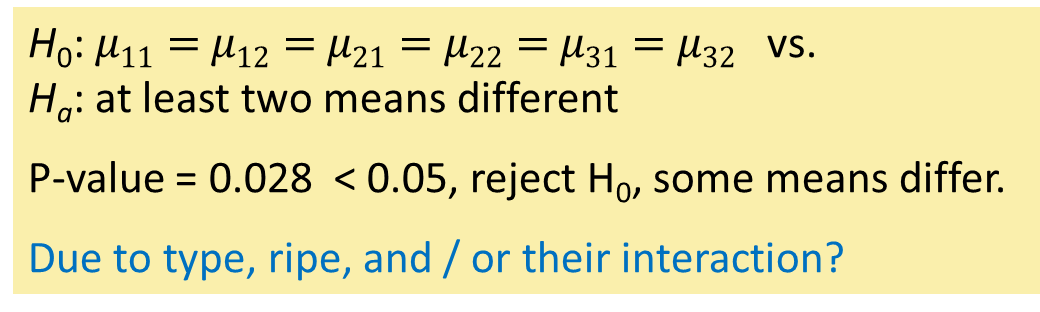 H₀: μ₁₁ = μ₁₂ = μ₂₁ = μ₂₂ = μ₃₁ = μ₃₂ vs.
Hₐ: at least two means different
P-value = 0.028 < 0.05, reject H₀, some means differ.
Due to type, ripe, and / or their interaction?